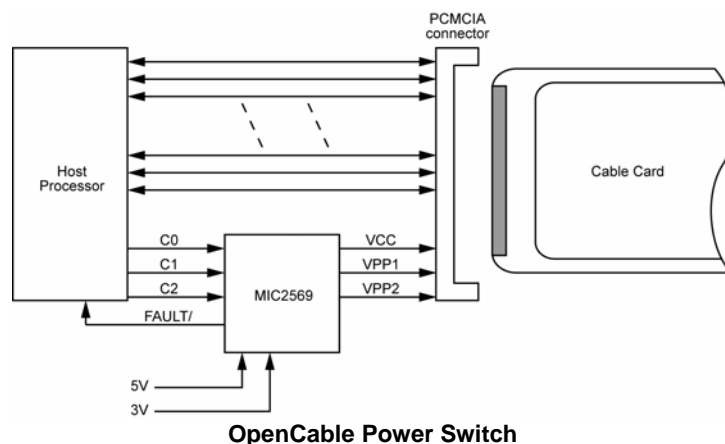 PCMCIA
connector
Host
Processor
Cable Card
C0
C1
C2
FAULT/
MIC2569
VCC
VPP1
VPP2
5V
3V
OpenCable Power Switch